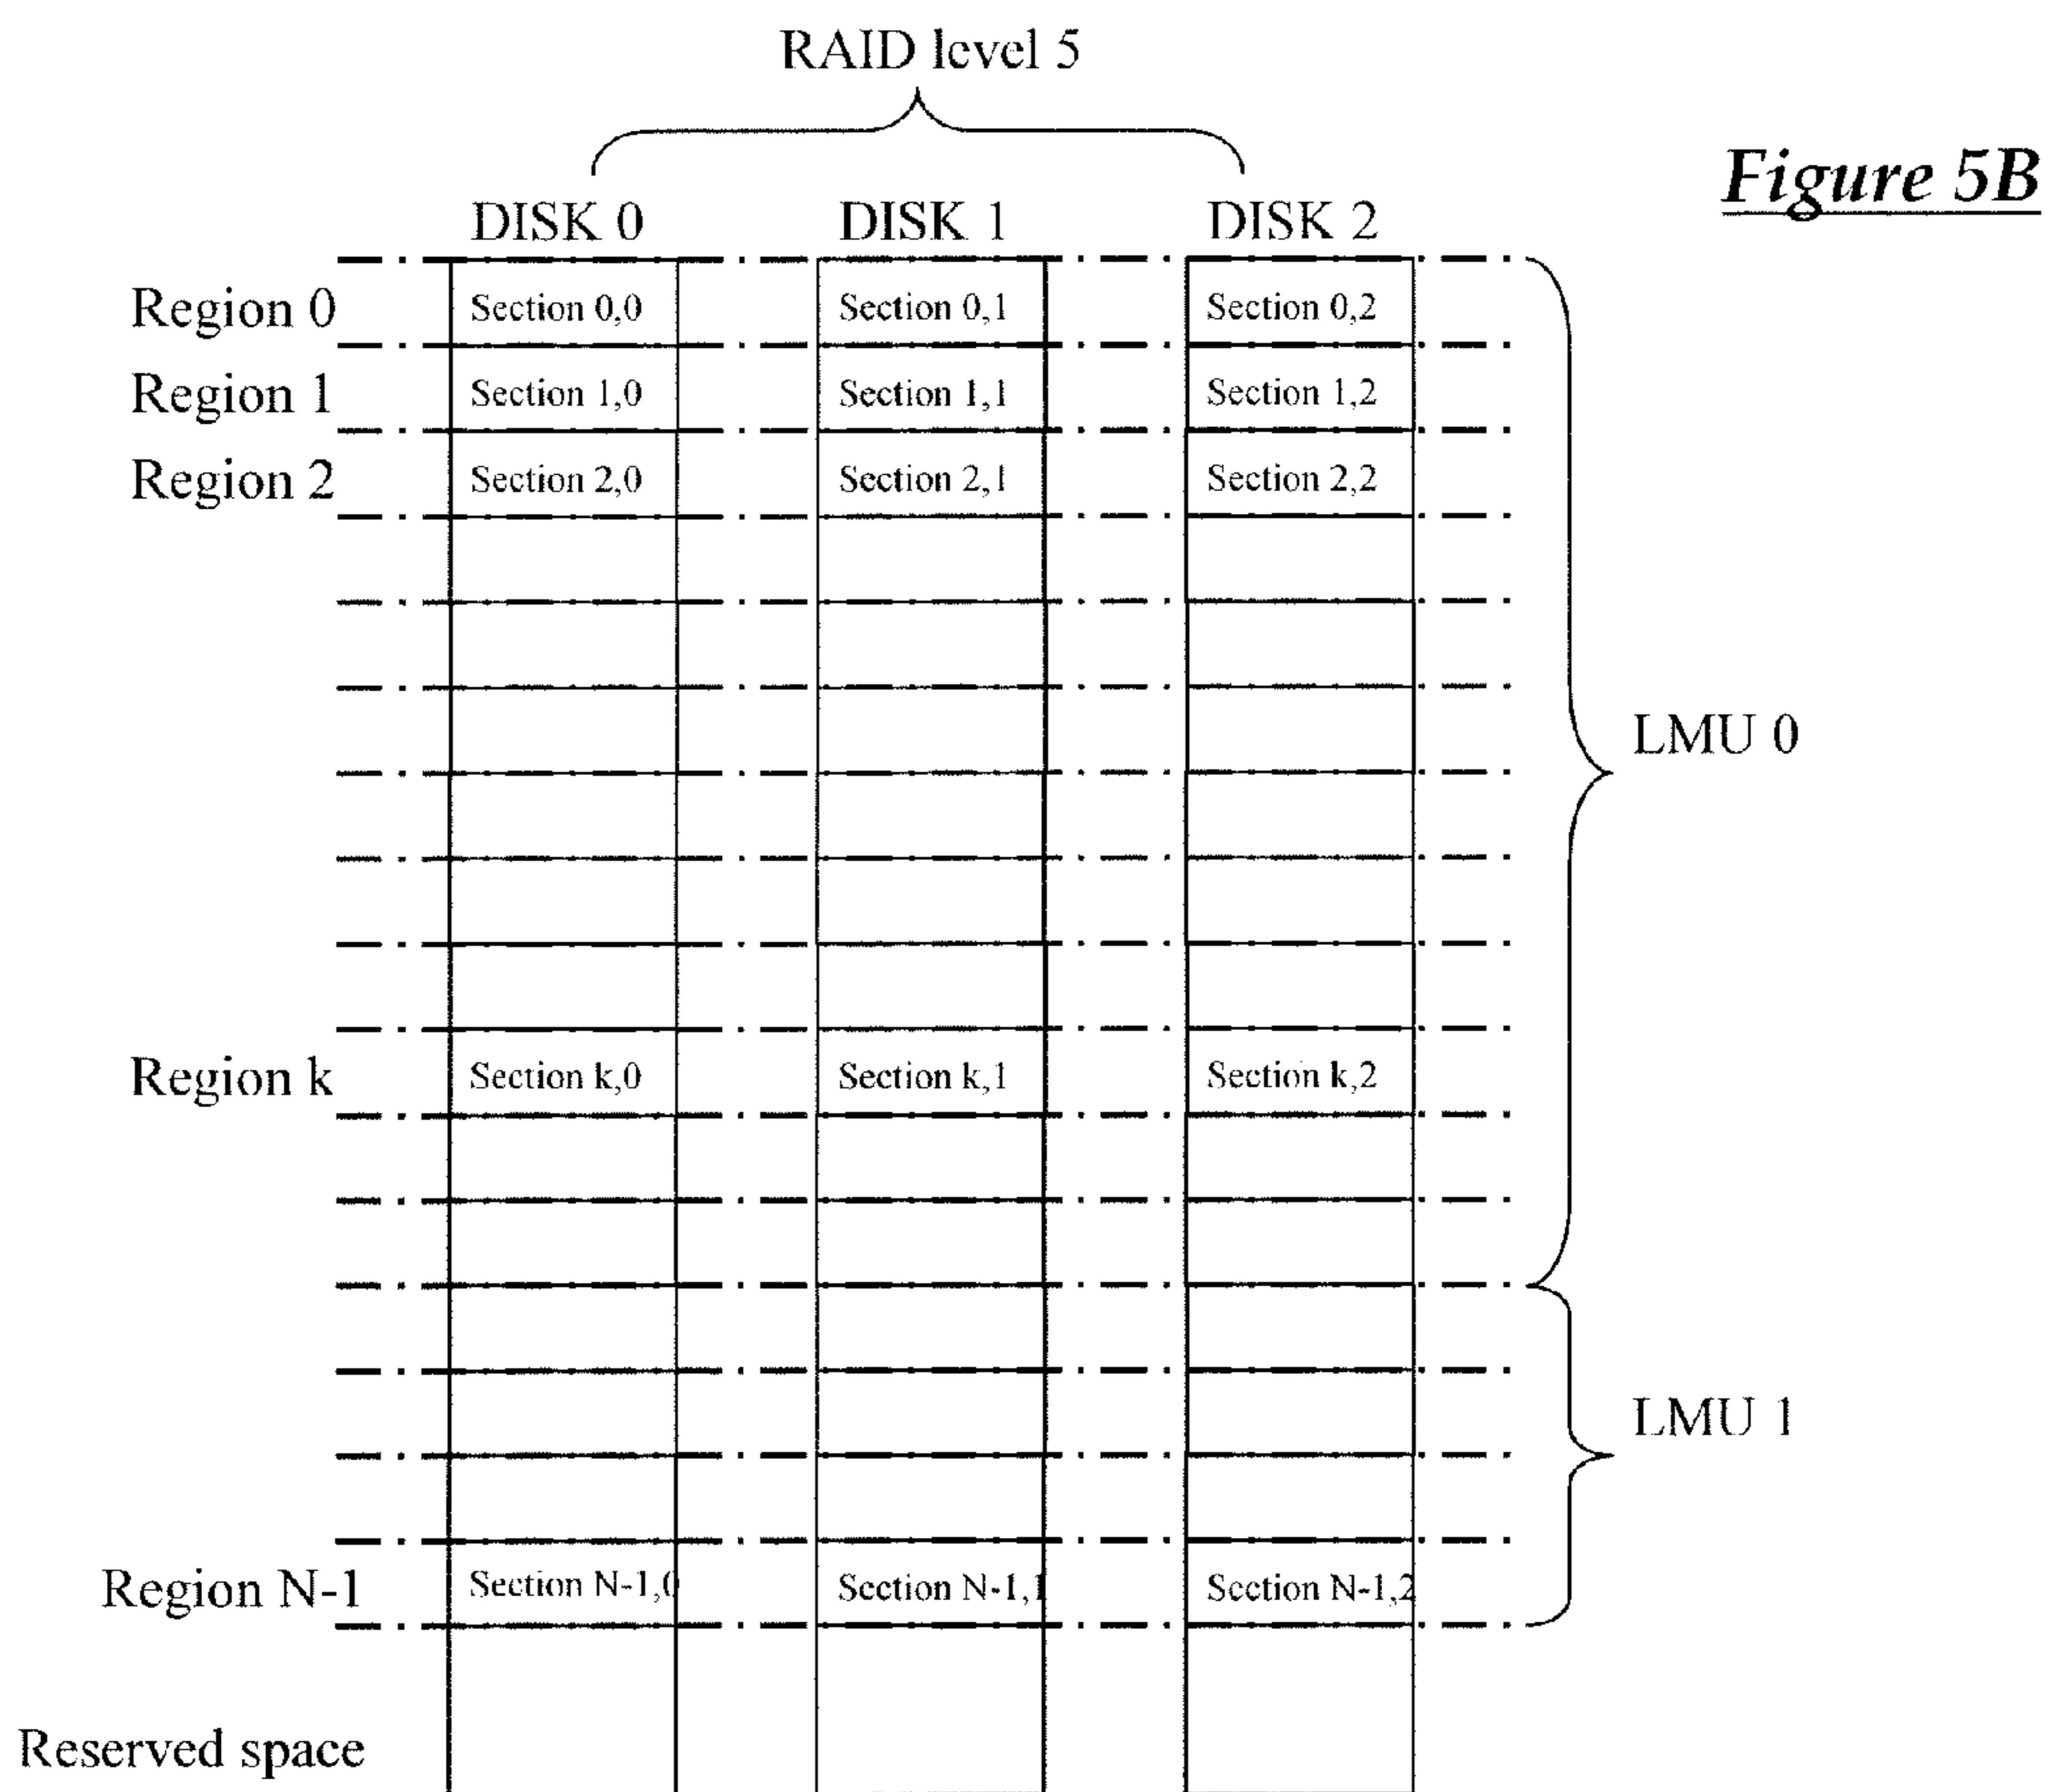 RAID level 5
Figure 5B
DISK 0 DISK 1 DISK 2
Region 0 Section 0,0 Section 0,1 Section 0,2
Region 1 Section 1,0 Section 1,1 Section 1,2
Region 2 Section 2,0 Section 2,1 Section 2,2
LMU 0
Region k Section k,0 Section k,1 Section k,2
LMU 1
Region N-1 Section N-1,0 Section N-1,1 Section N-1,2
Reserved space